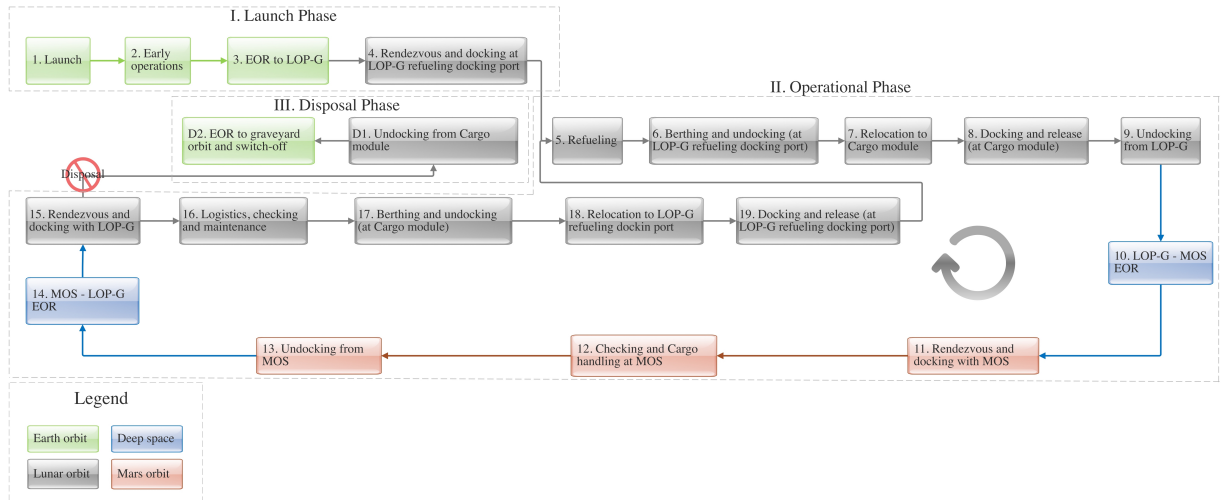 I. Launch Phase
1. Launch
2. Early
operations
3. EOR to LOP-G
4. Rendezvous and docking at
LOP-G refueling docking port
II. Operational Phase
III. Disposal Phase
D2. EOR to graveyard
orbit and switch-off
D1. Undocking from Cargo
module
5. Refueling
6. Berthing and undocking (at
LOP-G refueling docking port)
7. Relocation to
Cargo module
8. Docking and release
(at Cargo module)
9. Undocking
from LOP-G
Disposal
15. Rendezvous and
docking with LOP-G
16. Logistics, checking
and maintenance
17. Berthing and undocking
(at Cargo module)
18. Relocation to LOP-G
refueling dockin port
19. Docking and release (at
LOP-G refueling docking port)
10. LOP-G - MOS
EOR
14. MOS - LOP-G
EOR
13. Undocking from
MOS
12. Checking and Cargo
handling at MOS
11. Rendezvous and
docking with MOS
Legend
Earth orbit
Deep space
Lunar orbit
Mars orbit